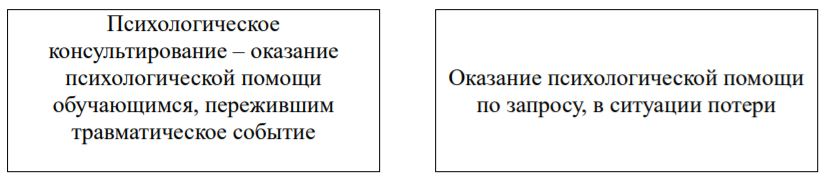 Психологическое
консультирование – оказание
психологической помощи
обучающимся, пережившим
травматическое событие
Оказание психологической помощи
по запросу, в ситуации потери